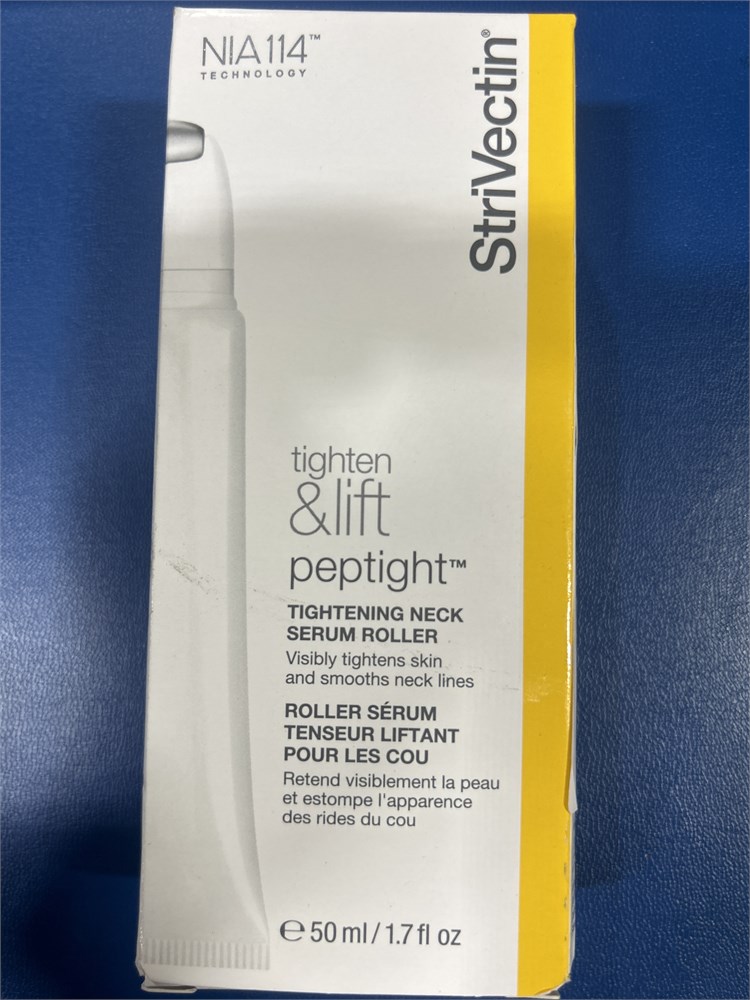 NIA114™
TECHNOLOGY
StriVectin®
tighten
&lift
peptight™
TIGHTENING NECK
SERUM ROLLER
Visibly tightens skin
and smooths neck lines
ROLLER SÉRUM
TENSEUR LIFTANT
POUR LES COU
Retend visiblement la peau
et estompe l'apparence
des rides du cou
℮ 50 ml / 1.7 fl oz